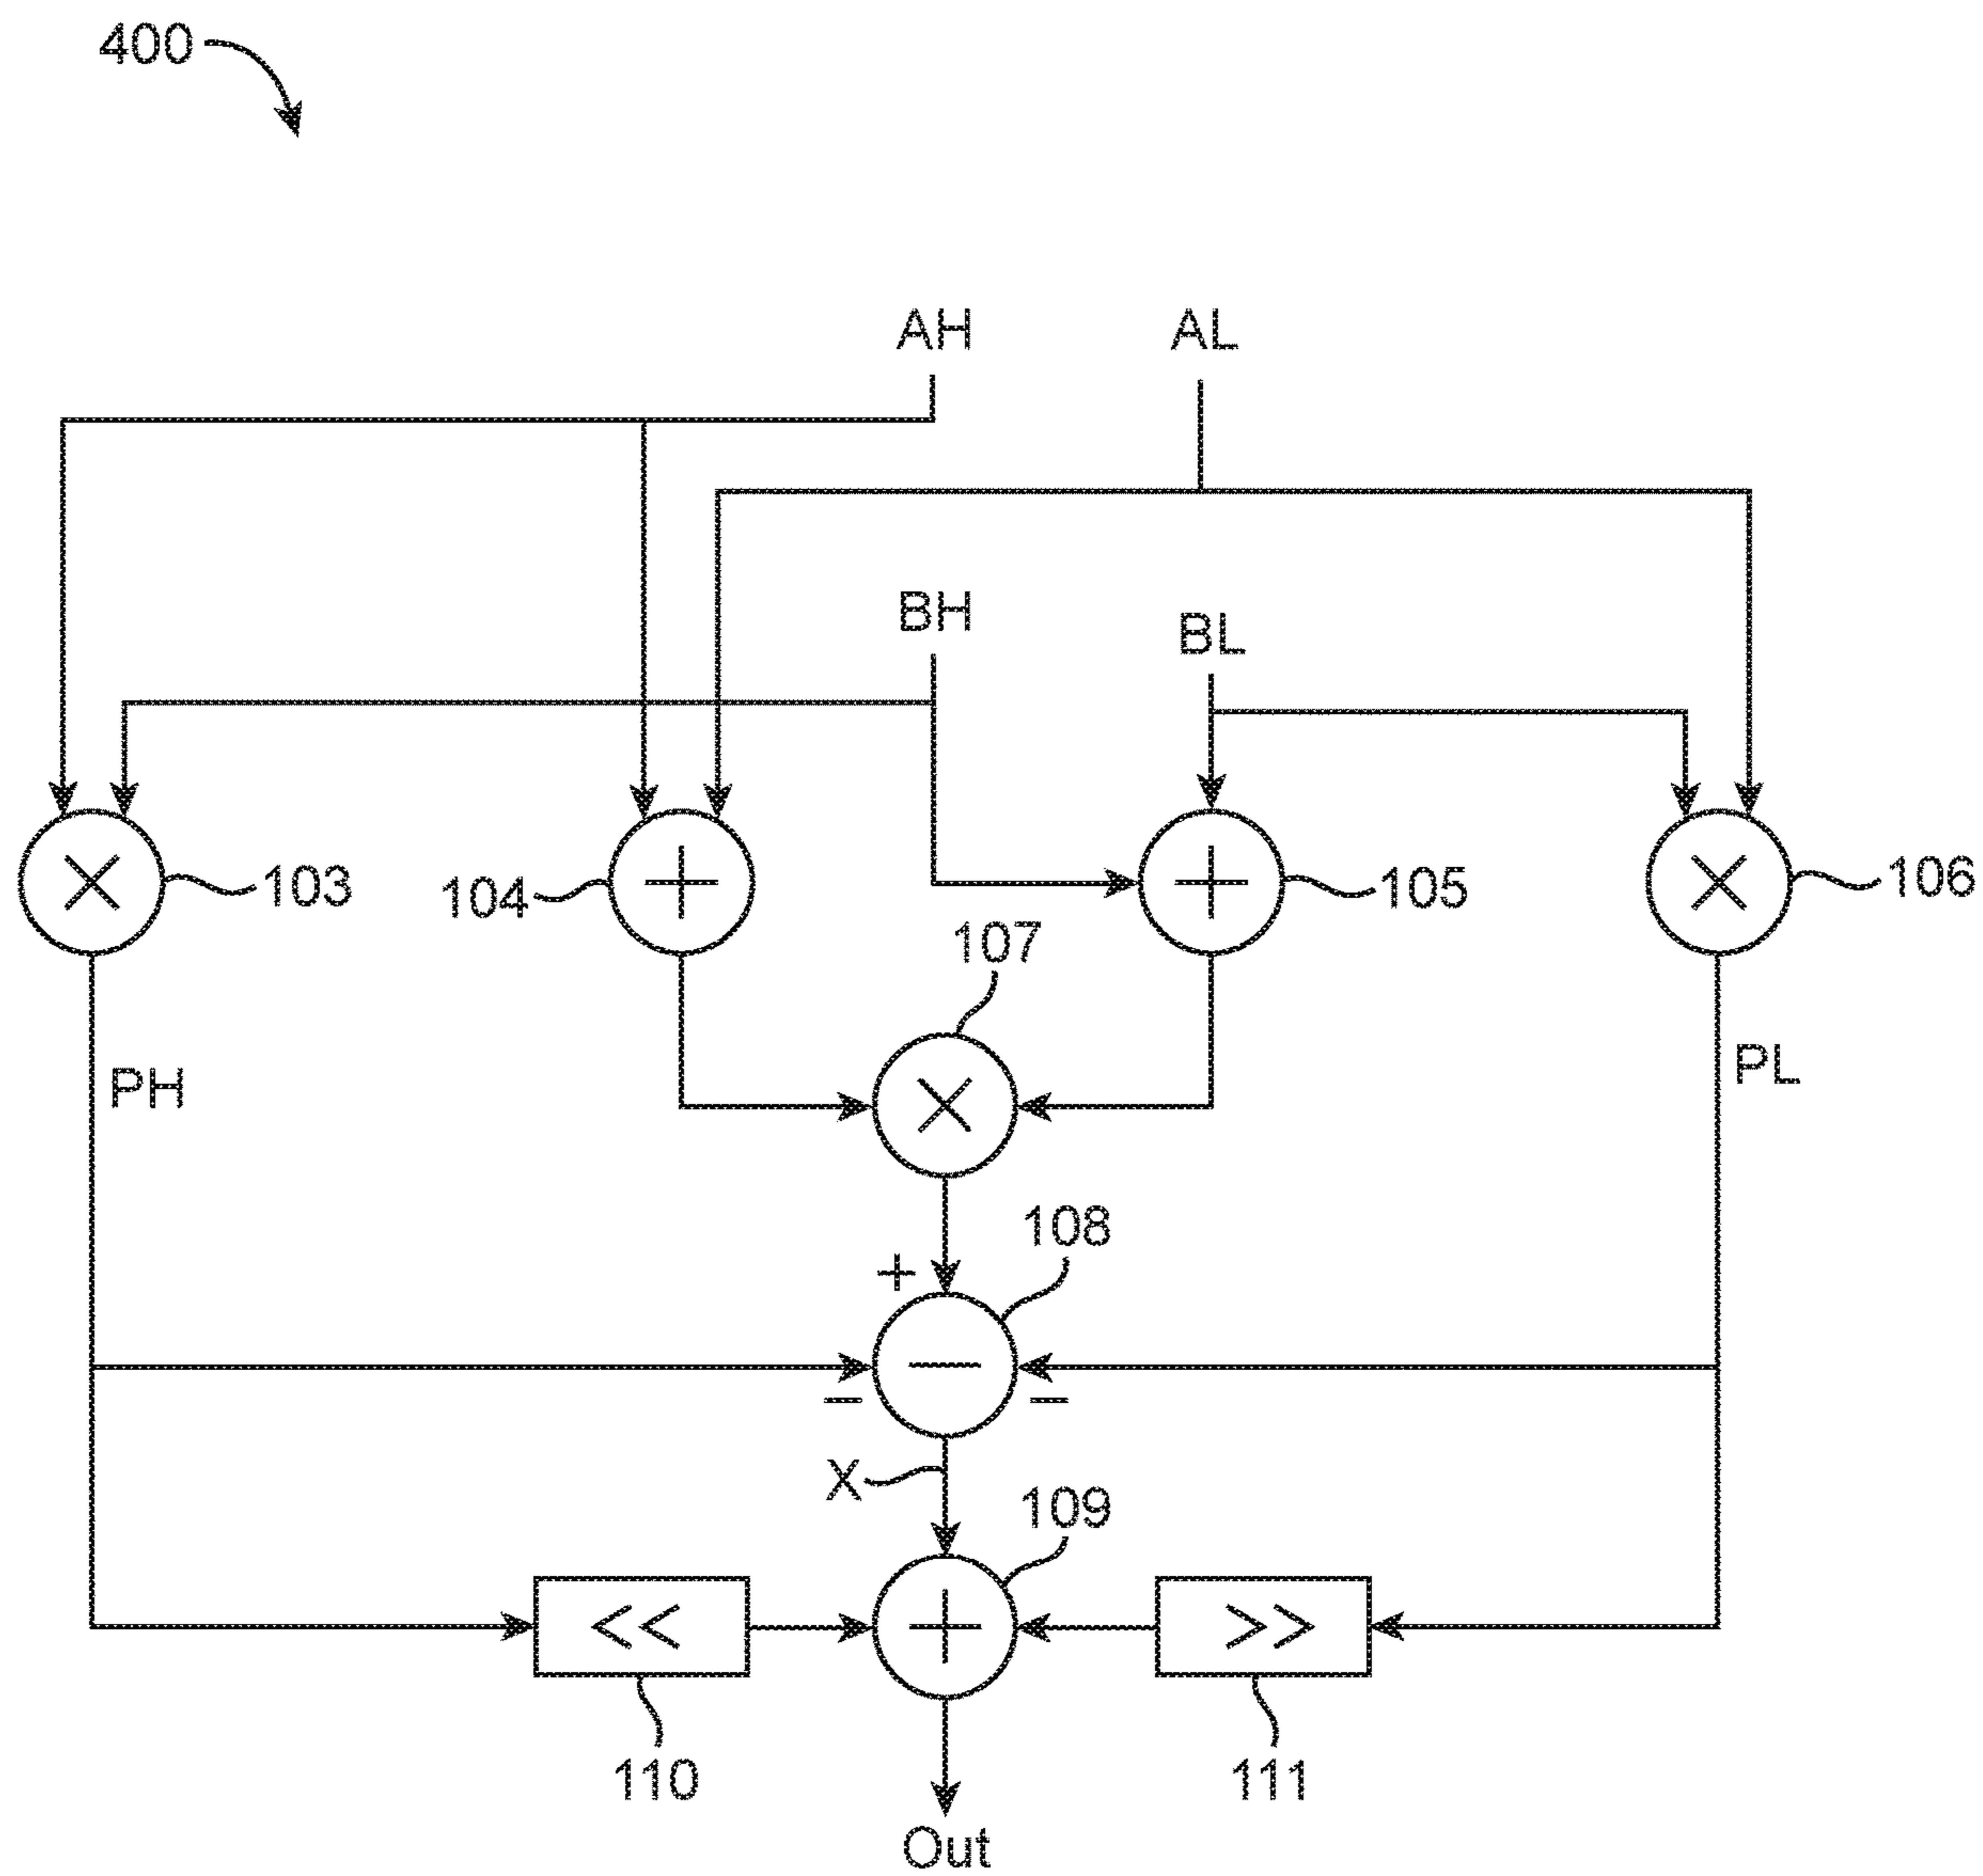 400
AH AL
BH BL
× 103 104 + + 105 × 106
107
PH × PL
108
+
−
− −
X 109
<< + >>
110 111
Out